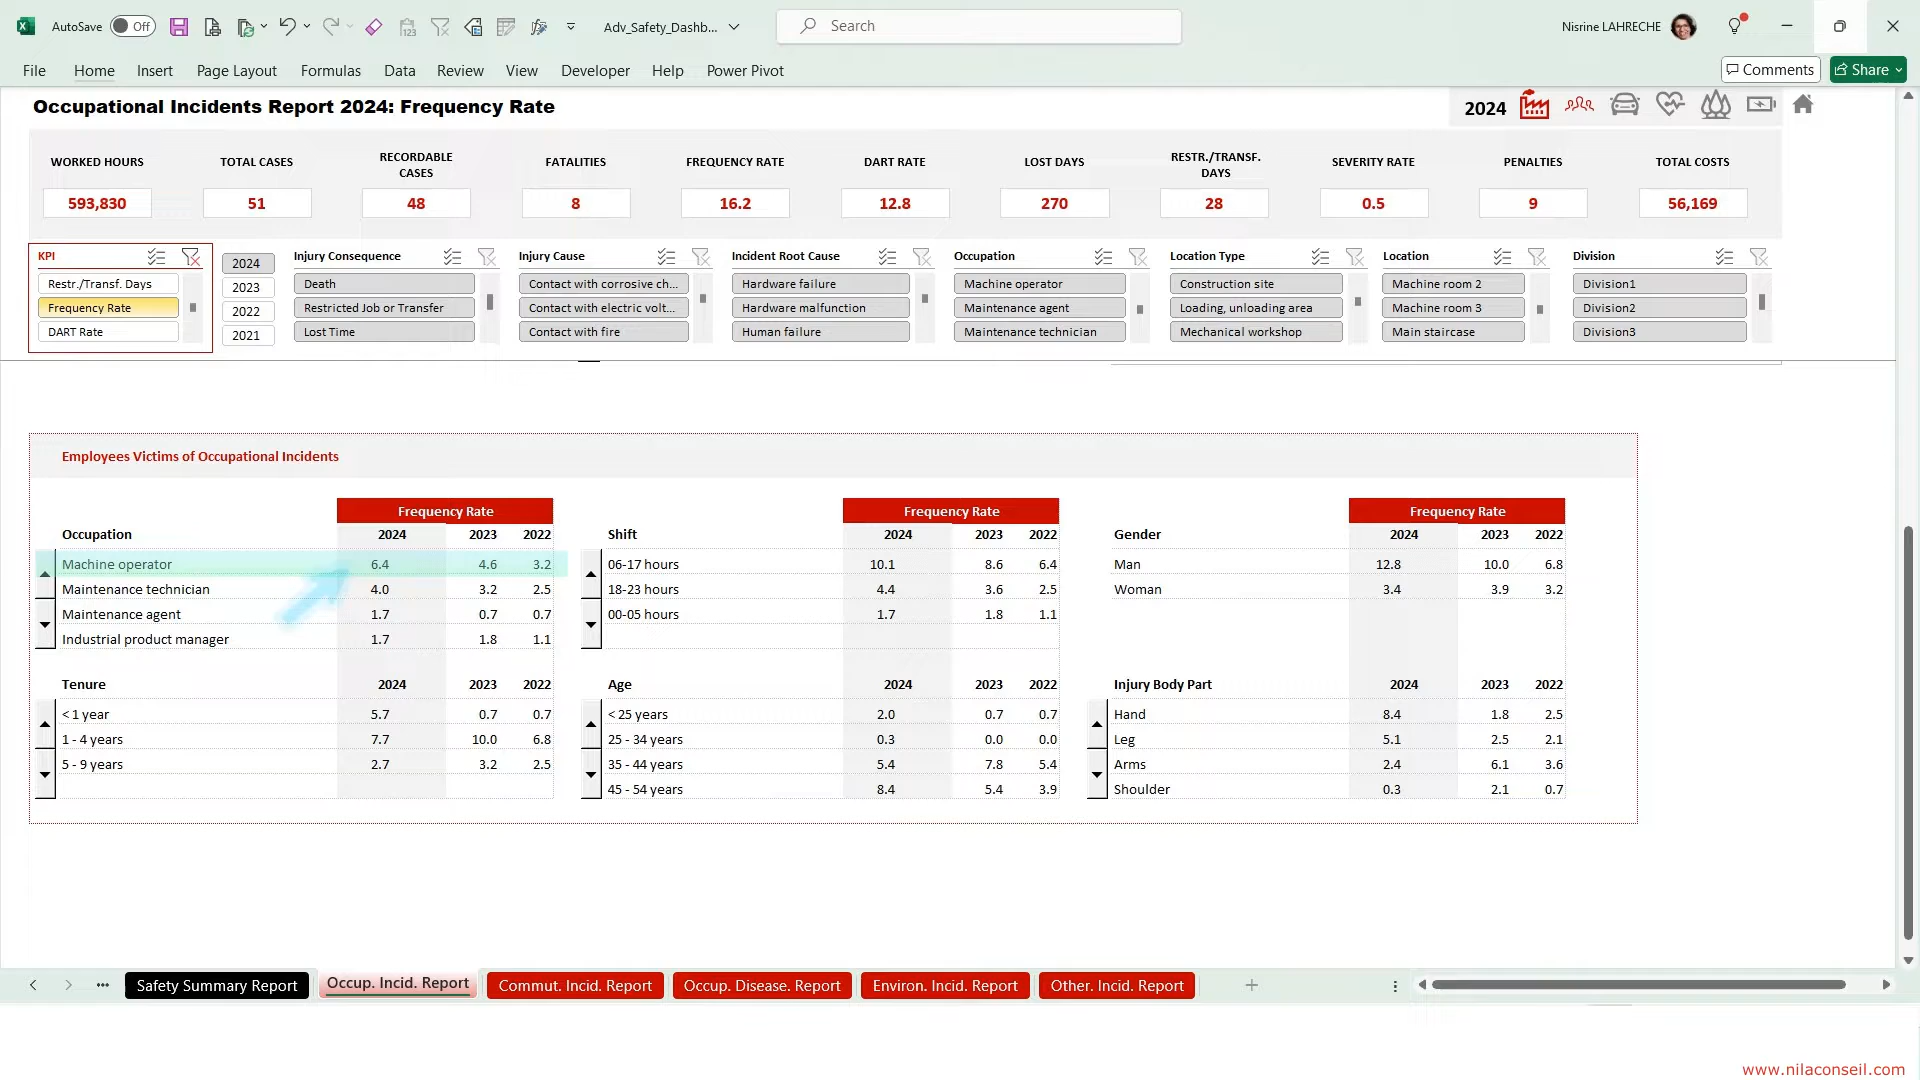 AutoSave Off Adv_Safety_Dashb... Search Nisrine LAHRECHE
File Home Insert Page Layout Formulas Data Review View Developer Help Power Pivot Comments Share
Occupational Incidents Report 2024: Frequency Rate 2024
WORKED HOURS TOTAL CASES RECORDABLE CASES FATALITIES FREQUENCY RATE DART RATE LOST DAYS RESTR./TRANSF. DAYS SEVERITY RATE PENALTIES TOTAL COSTS
593,830 51 48 8 16.2 12.8 270 28 0.5 9 56,169
KPI
Restr./Transf. Days
Frequency Rate
DART Rate
2024
2023
2022
2021
Injury Consequence
Death
Restricted Job or Transfer
Lost Time
Injury Cause
Contact with corrosive ch...
Contact with electric volt...
Contact with fire
Incident Root Cause
Hardware failure
Hardware malfunction
Human failure
Occupation
Machine operator
Maintenance agent
Maintenance technician
Location Type
Construction site
Loading, unloading area
Mechanical workshop
Location
Machine room 2
Machine room 3
Main staircase
Division
Division1
Division2
Division3
Employees Victims of Occupational Incidents
Frequency Rate
Occupation 2024 2023 2022
Machine operator 6.4 4.6 3.2
Maintenance technician 4.0 3.2 2.5
Maintenance agent 1.7 0.7 0.7
Industrial product manager 1.7 1.8 1.1
Frequency Rate
Shift 2024 2023 2022
06-17 hours 10.1 8.6 6.4
18-23 hours 4.4 3.6 2.5
00-05 hours 1.7 1.8 1.1
Frequency Rate
Gender 2024 2023 2022
Man 12.8 10.0 6.8
Woman 3.4 3.9 3.2
Tenure 2024 2023 2022
< 1 year 5.7 0.7 0.7
1 - 4 years 7.7 10.0 6.8
5 - 9 years 2.7 3.2 2.5
Age 2024 2023 2022
< 25 years 2.0 0.7 0.7
25 - 34 years 0.3 0.0 0.0
35 - 44 years 5.4 7.8 5.4
45 - 54 years 8.4 5.4 3.9
Injury Body Part 2024 2023 2022
Hand 8.4 1.8 2.5
Leg 5.1 2.5 2.1
Arms 2.4 6.1 3.6
Shoulder 0.3 2.1 0.7
Safety Summary Report Occup. Incid. Report Commut. Incid. Report Occup. Disease. Report Environ. Incid. Report Other. Incid. Report
www.nilaconseil.com